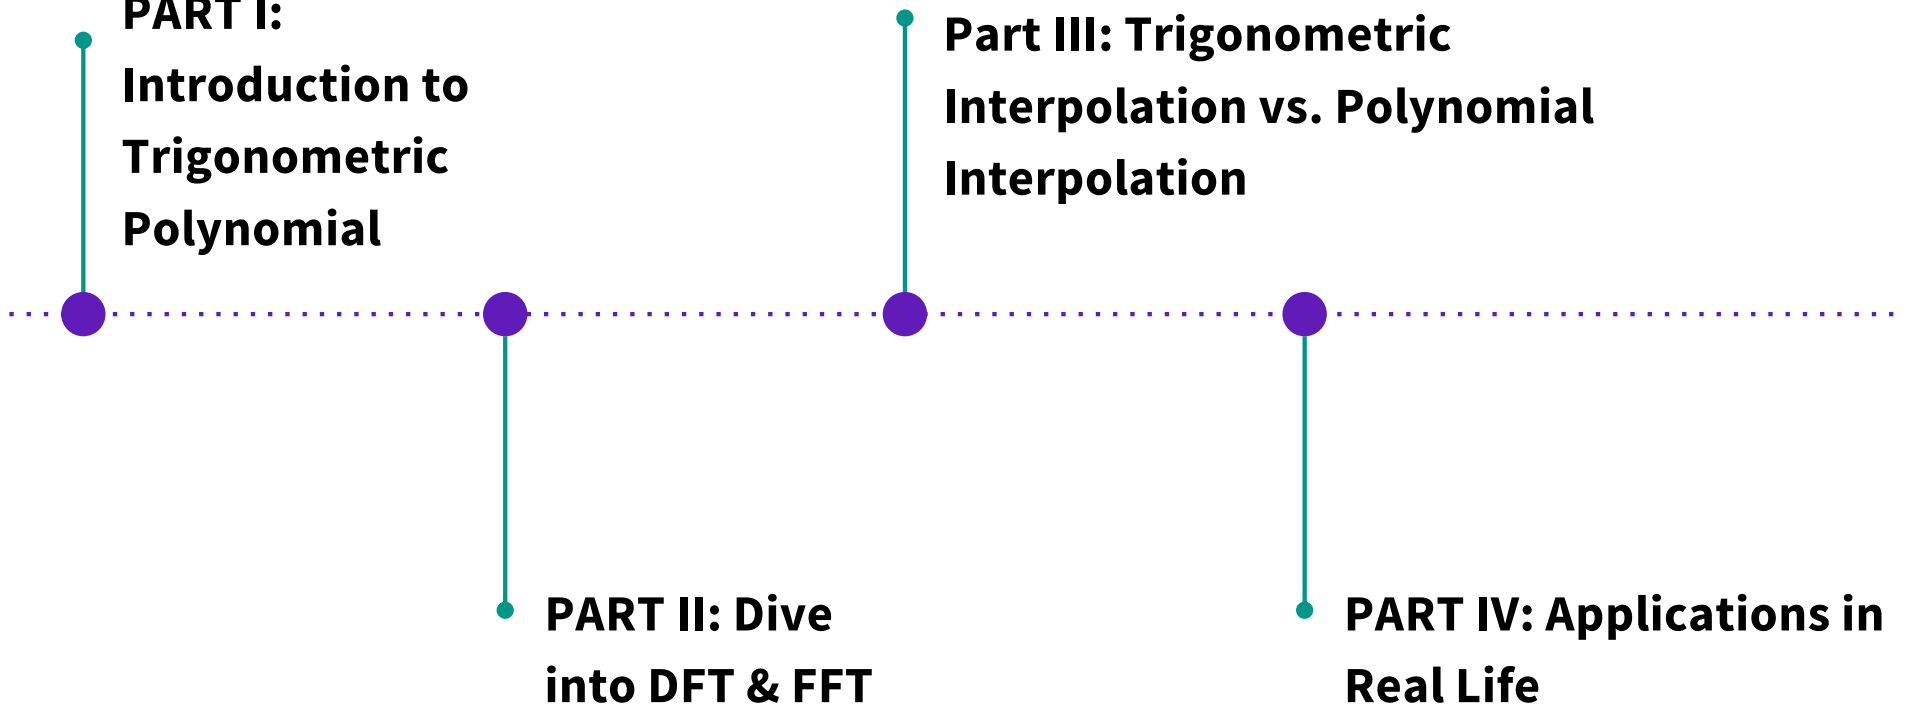 PART I:
Introduction to
Trigonometric
Polynomial
PART II: Dive
into DFT & FFT
Part III: Trigonometric
Interpolation vs. Polynomial
Interpolation
PART IV: Applications in
Real Life